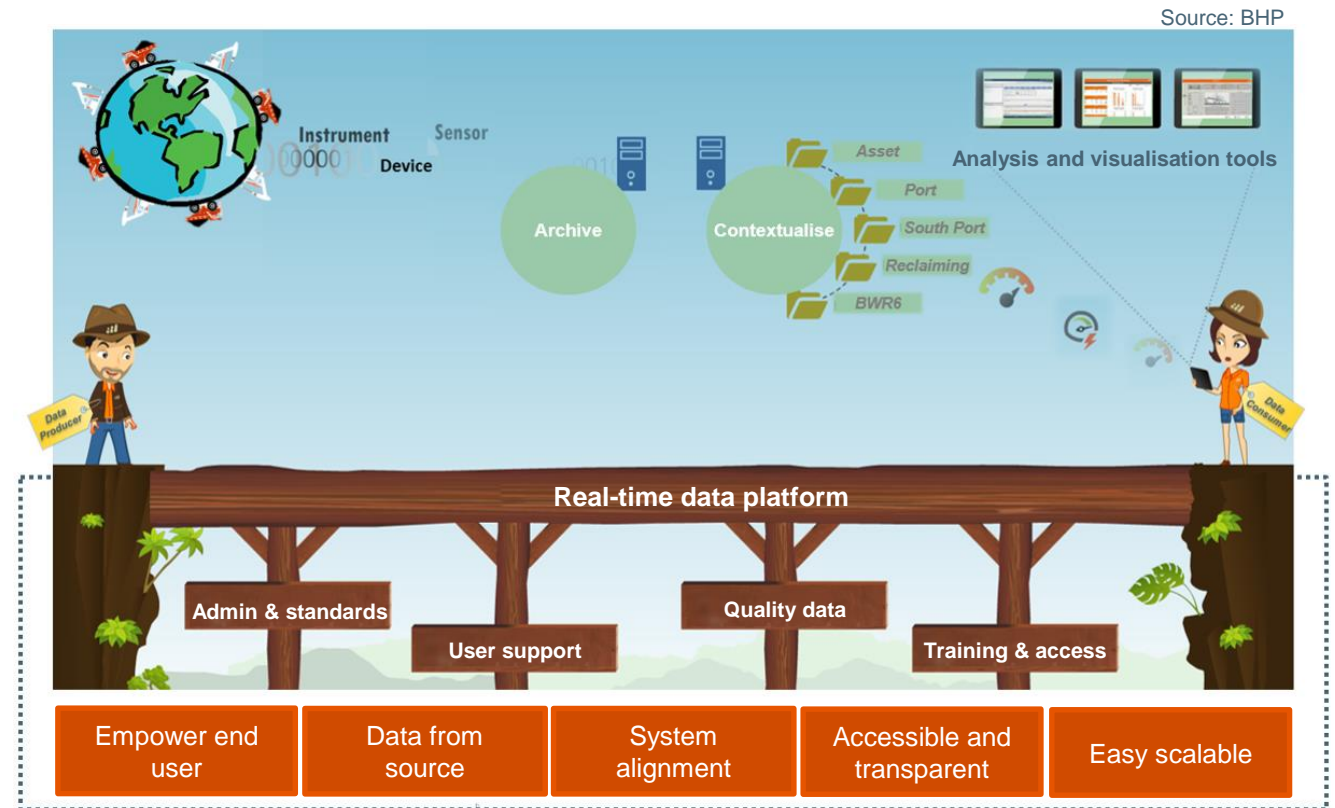 Source: BHP
Instrument
Sensor
Device
0010
Archive
Contextualise
Asset
Port
South Port
Reclaiming
BWR6
Analysis and visualisation tools
Data
Producer
Data
Consumer
Real-time data platform
Admin & standards
Quality data
User support
Training & access
Empower end
user
Data from
source
System
alignment
Accessible and
transparent
Easy scalable